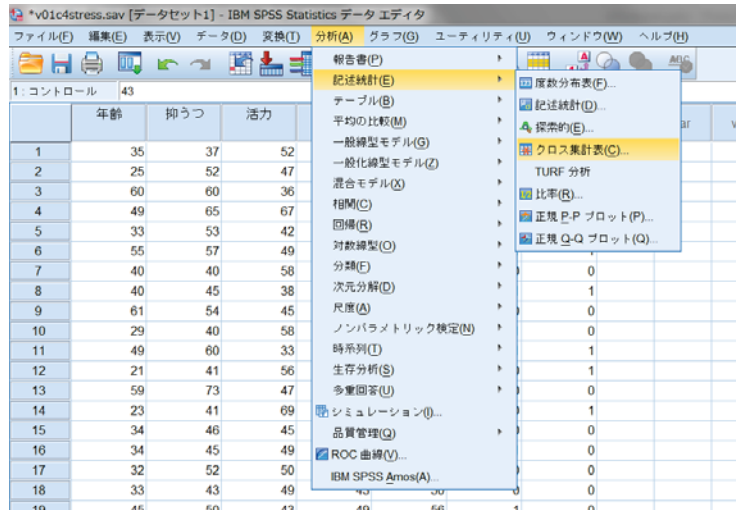 *v01c4stress.sav [データセット1] - IBM SPSS Statistics データ エディタ
ファイル(F) 編集(E) 表示(V) データ(D) 変換(T) 分析(A) グラフ(G) ユーティリティ(U) ウィンドウ(W) ヘルプ(H)
1 : コントロール 43
年齢 抑うつ 活力
1 35 37 52
2 25 52 47
3 60 60 36
4 49 65 67
5 33 53 42
6 55 57 49
7 40 40 58 0
8 40 45 38 1
9 61 54 45 0
10 29 40 58 0
11 49 60 33 1
12 21 41 56 1
13 59 73 47 0
14 23 41 69 1
15 34 46 45 0
16 34 45 49 0
17 32 52 50 0
18 33 43 49 0
19 45 50 43 49 56 1 0
報告書(P)
記述統計(E)
テーブル(B)
平均の比較(M)
一般線型モデル(G)
一般化線型モデル(Z)
混合モデル(X)
相関(C)
回帰(R)
対数線型(O)
分類(F)
次元分解(D)
尺度(A)
ノンパラメトリック検定(N)
時系列(T)
生存分析(S)
多重回答(U)
シミュレーション(I)...
品質管理(Q)
ROC 曲線(V)...
IBM SPSS Amos(A)...
度数分布表(F)...
記述統計(D)...
探索的(E)...
クロス集計表(C)...
TURF 分析
比率(R)...
正規 P-P プロット(P)...
正規 Q-Q プロット(Q)...